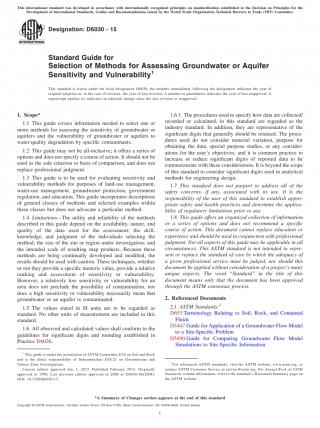 This international standard was developed in accordance with internationally recognized principles on standardization established in the Decision on Principles for the
Development of International Standards, Guides and Recommendations issued by the World Trade Organization Technical Barriers to Trade (TBT) Committee.
Designation: D6030 − 15
Standard Guide for
Selection of Methods for Assessing Groundwater or Aquifer
Sensitivity and Vulnerability1
This standard is issued under the fixed designation D6030; the number immediately following the designation indicates the year of
original adoption or, in the case of revision, the year of last revision. A number in parentheses indicates the year of last reapproval. A
superscript epsilon (ε) indicates an editorial change since the last revision or reapproval.
1. Scope*
1.1 This guide covers information needed to select one or
more methods for assessing the sensitivity of groundwater or
aquifers and the vulnerability of groundwater or aquifers to
water-quality degradation by specific contaminants.
1.2 This guide may not be all-inclusive; it offers a series of
options and does not specify a course of action. It should not be
used as the sole criterion or basis of comparison, and does not
replace professional judgment.
1.3 This guide is to be used for evaluating sensitivity and
vulnerability methods for purposes of land-use management,
water-use management, groundwater protection, government
regulation, and education. This guide incorporates descriptions
of general classes of methods and selected examples within
these classes but does not advocate a particular method.
1.4 Limitations—The utility and reliability of the methods
described in this guide depend on the availability, nature, and
quality of the data used for the assessment; the skill,
knowledge, and judgment of the individuals selecting the
method; the size of the site or region under investigation; and
the intended scale of resulting map products. Because these
methods are being continually developed and modified, the
results should be used with caution. These techniques, whether
or not they provide a specific numeric value, provide a relative
ranking and assessment of sensitivity or vulnerability.
However, a relatively low sensitivity or vulnerability for an
area does not preclude the possibility of contamination, nor
does a high sensitivity or vulnerability necessarily mean that
groundwater or an aquifer is contaminated.
1.5 The values stated in SI units are to be regarded as
standard. No other units of measurement are included in this
standard.
1.6 All observed and calculated values shall conform to the
guidelines for significant digits and rounding established in
Practice D6026.
1 This guide is under the jurisdiction of ASTM Committee D18 on Soil and Rock
and is the direct responsibility of Subcommittee D18.21 on Groundwater and
Vadose Zone Investigations.
Current edition approved Jan. 1, 2015. Published February 2015. Originally
approved in 1996. Last previous edition approved in 2008 as D6030–96(2008).
DOI: 10.1520/D6030-15.
1.6.1 The procedures used to specify how data are collected/
recorded or calculated, in this standard are regarded as the
industry standard. In addition, they are representative of the
significant digits that generally should be retained. The proce-
dures used do not consider material variation, purpose for
obtaining the data, special purpose studies, or any consider-
ations for the user's objectives; and it is common practice to
increase or reduce significant digits of reported data to be
commensurate with these considerations. It is beyond the scope
of this standard to consider significant digits used in analytical
methods for engineering design.
1.7 This standard does not purport to address all of the
safety concerns, if any, associated with its use. It is the
responsibility of the user of this standard to establish appro-
priate safety and health practices and determine the applica-
bility of regulatory limitations prior to use.
1.8 This guide offers an organized collection of information
or a series of options and does not recommend a specific
course of action. This document cannot replace education or
experience and should be used in conjunction with professional
judgment. Not all aspects of this guide may be applicable in all
circumstances. This ASTM standard is not intended to repre-
sent or replace the standard of care by which the adequacy of
a given professional service must be judged, nor should this
document be applied without consideration of a project's many
unique aspects. The word "Standard" in the title of this
document means only that the document has been approved
through the ASTM consensus process.
2. Referenced Documents
2.1 ASTM Standards:2
D653 Terminology Relating to Soil, Rock, and Contained
Fluids
D5447 Guide for Application of a Groundwater Flow Model
to a Site-Specific Problem
D5490 Guide for Comparing Groundwater Flow Model
Simulations to Site-Specific Information
2 For referenced ASTM standards, visit the ASTM website, www.astm.org, or
contact ASTM Customer Service at service@astm.org. For Annual Book of ASTM
Standards volume information, refer to the standard's Document Summary page on
the ASTM website.
*A Summary of Changes section appears at the end of this standard
Copyright © ASTM International, 100 Barr Harbor Drive, PO Box C700, West Conshohocken, PA 19428-2959. United States
1